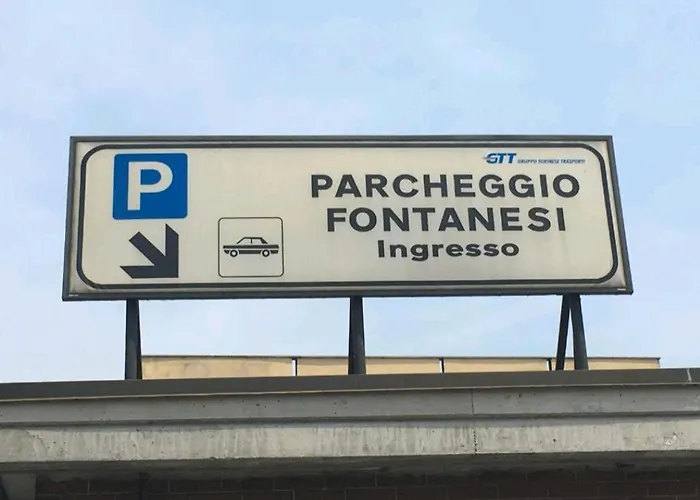 GTT GRUPPO TORINESE TRASPORTI
P
PARCHEGGIO
FONTANESI
Ingresso